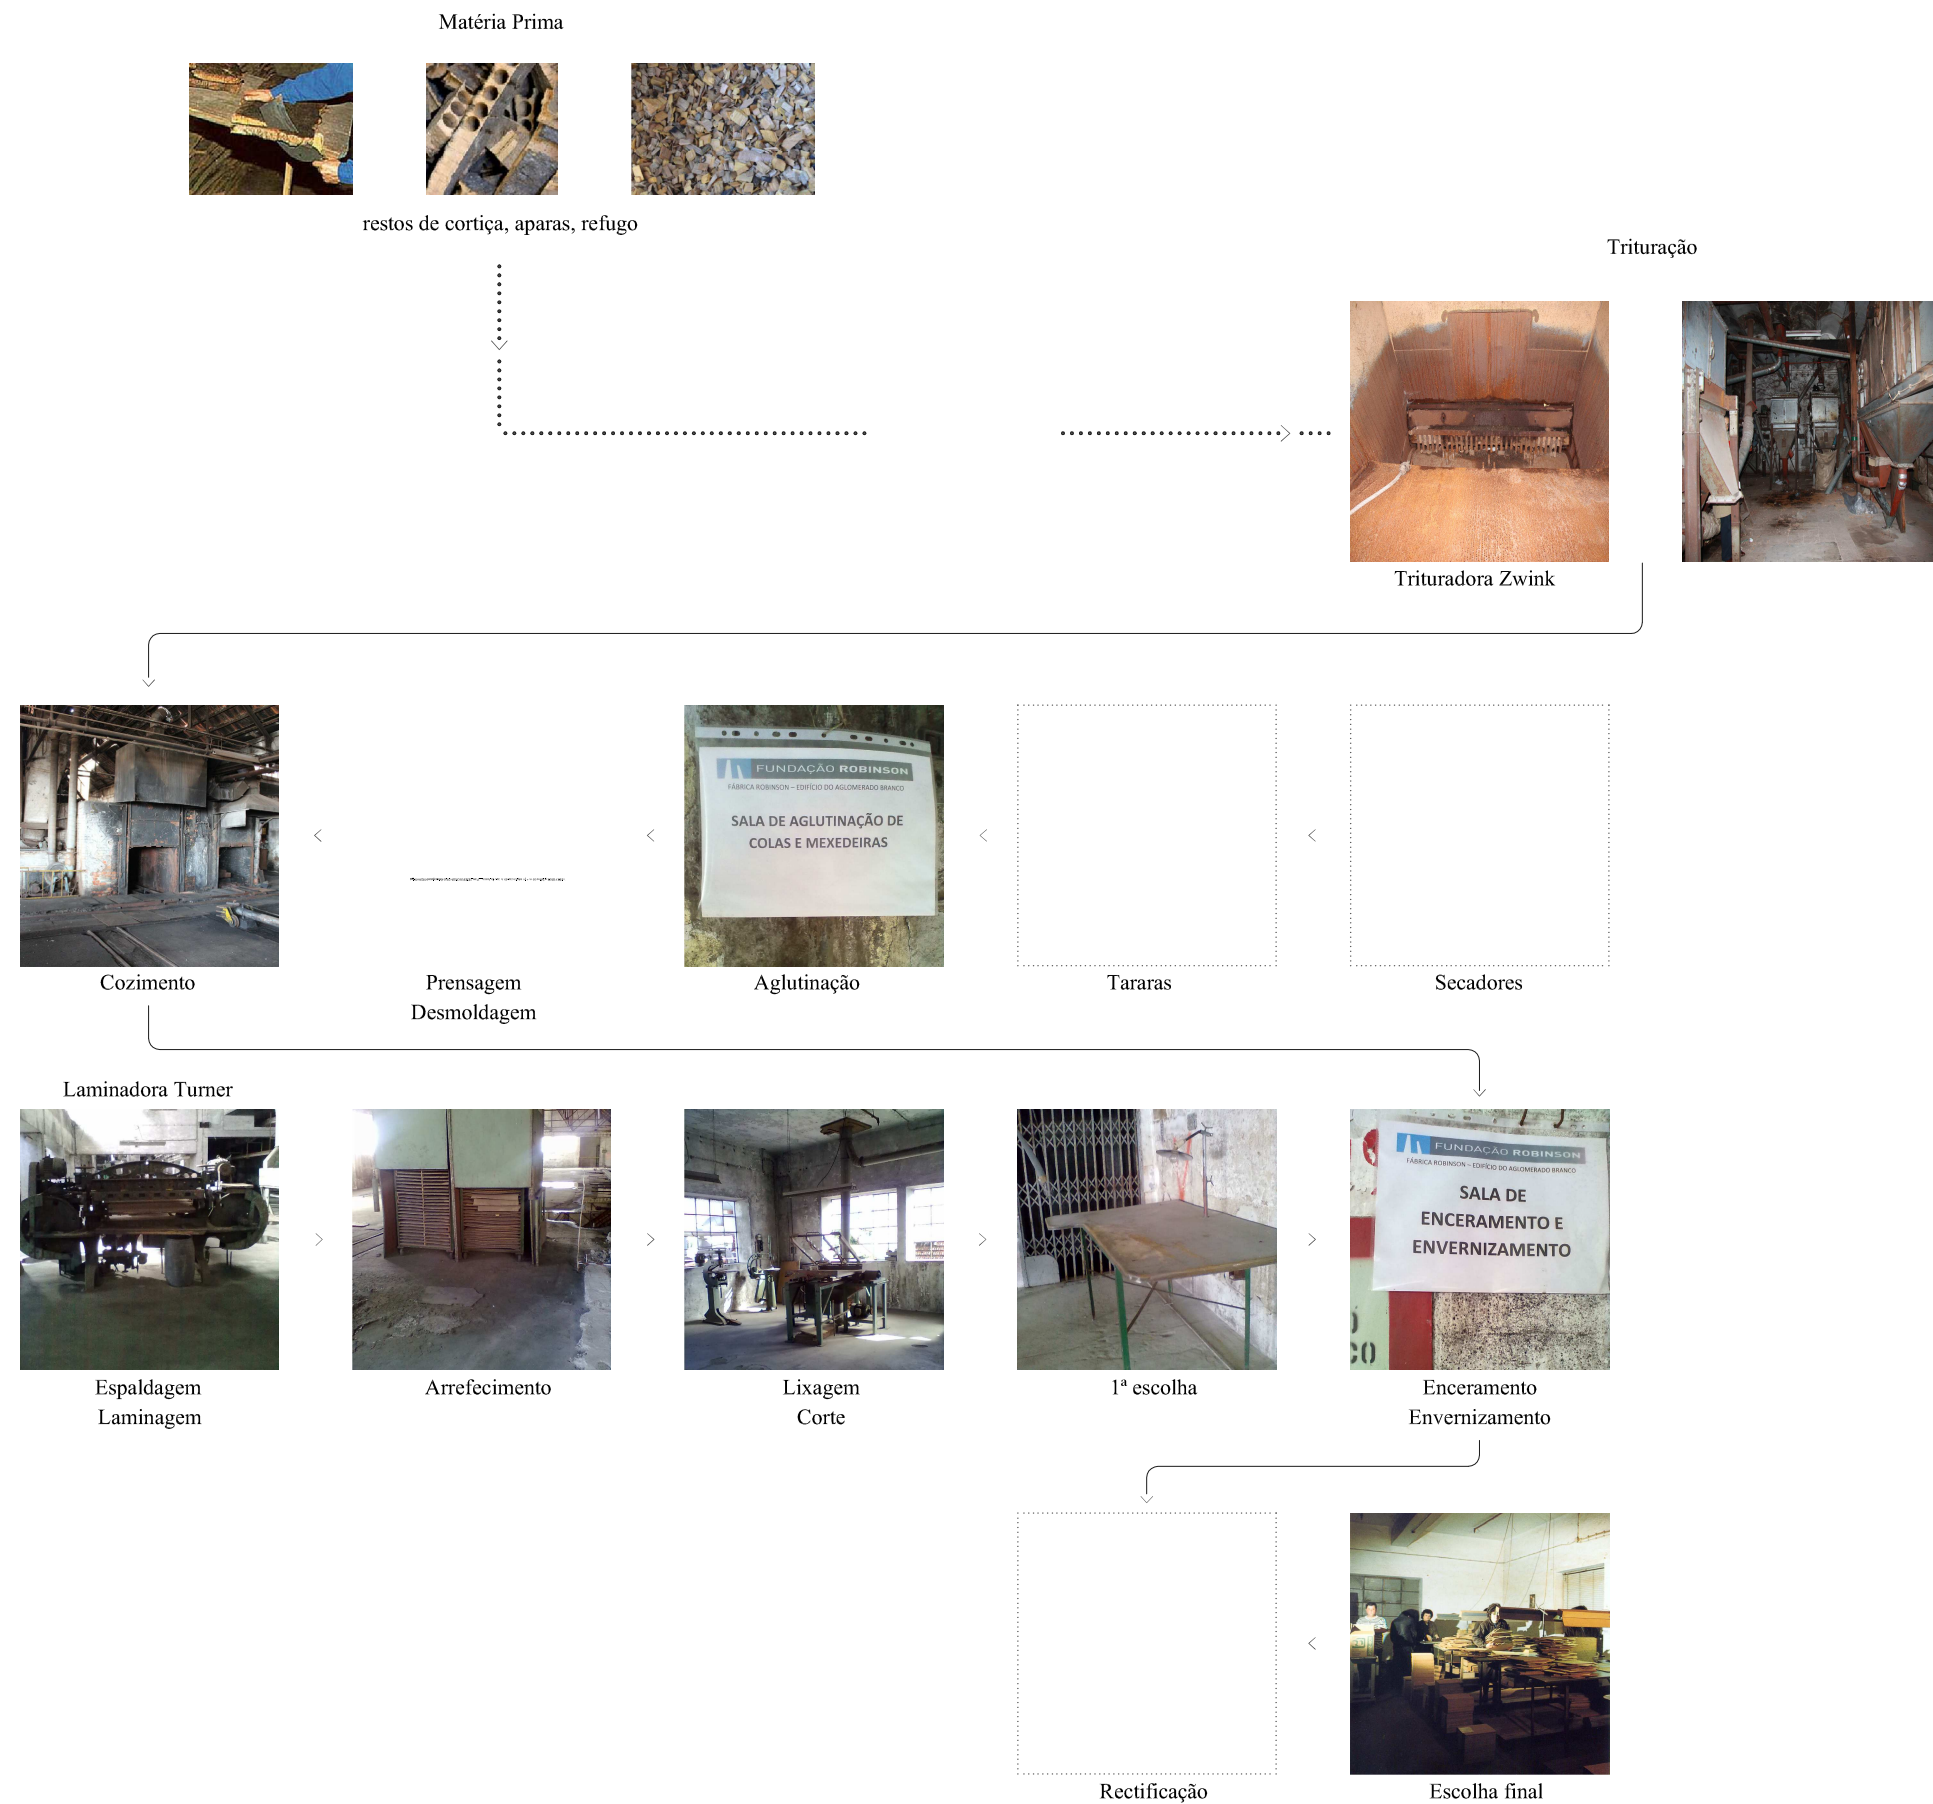 Matéria Prima
restos de cortiça, aparas, refugo
Trituração
Trituradora Zwink
FUNDAÇÃO ROBINSON
FÁBRICA ROBINSON – EDIFÍCIO DO AGLOMERADO BRANCO
SALA DE AGLUTINAÇÃO DE
COLAS E MEXEDEIRAS
Cozimento
Prensagem
Desmoldagem
Aglutinação
Tararas
Secadores
Laminadora Turner
FUNDAÇÃO ROBINSON
FÁBRICA ROBINSON – EDIFÍCIO DO AGLOMERADO BRANCO
SALA DE
ENCERAMENTO E
ENVERNIZAMENTO
Espaldagem
Laminagem
Arrefecimento
Lixagem
Corte
1ª escolha
Enceramento
Envernizamento
Rectificação
Escolha final